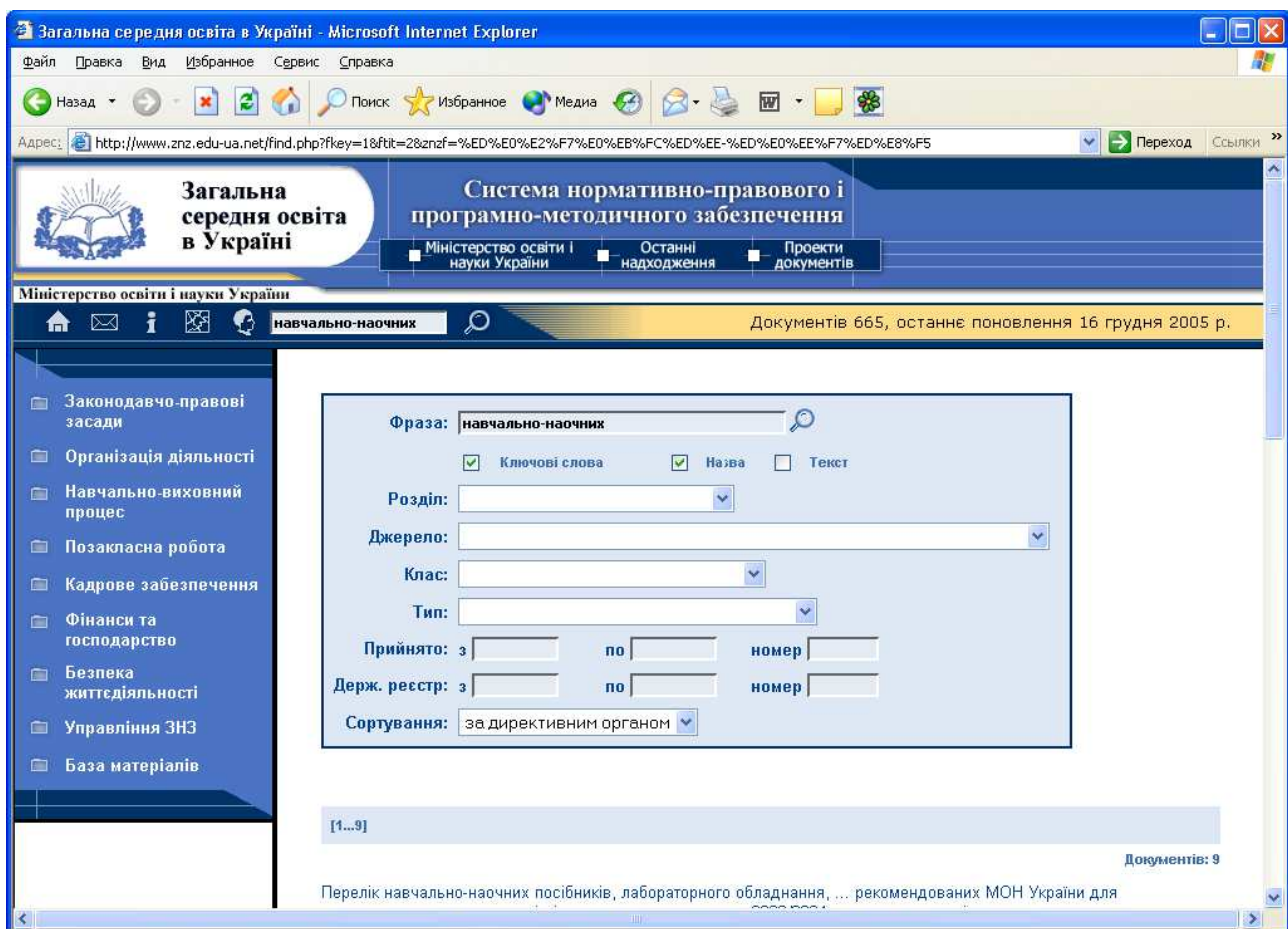 Загальна середня освіта в Україні - Microsoft Internet Explorer
Файл Правка Вид Избранное Сервис Справка
Назад Поиск Избранное Медиа
Адрес: http://www.znz.edu-ua.net/find.php?fkey=1&ftit=2&znzf=%ED%E0%E2%F7%E0%EB%FC%ED%EE-%ED%E0%EE%F7%ED%E8%F5 Переход Ссылки »
Загальна
середня освіта
в Україні
Система нормативно-правового і
програмно-методичного забезпечення
Міністерство освіти і
науки України
Останні
надходження
Проекти
документів
Міністерство освіти і науки України
навчально-наочних
Документів 665, останнє поновлення 16 грудня 2005 р.
Законодавчо-правові
засади
Організація діяльності
Навчально-виховний
процес
Позакласна робота
Кадрове забезпечення
Фінанси та
господарство
Безпека
життєдіяльності
Управління ЗНЗ
База матеріалів
Фраза: навчально-наочних
Ключові слова Назва Текст
Розділ:
Джерело:
Клас:
Тип:
Прийнято: з по номер
Держ. реєстр: з по номер
Сортування: за директивним органом
[1...9]
Документів: 9
Перелік навчально-наочних посібників, лабораторного обладнання, ... рекомендованих МОН України для